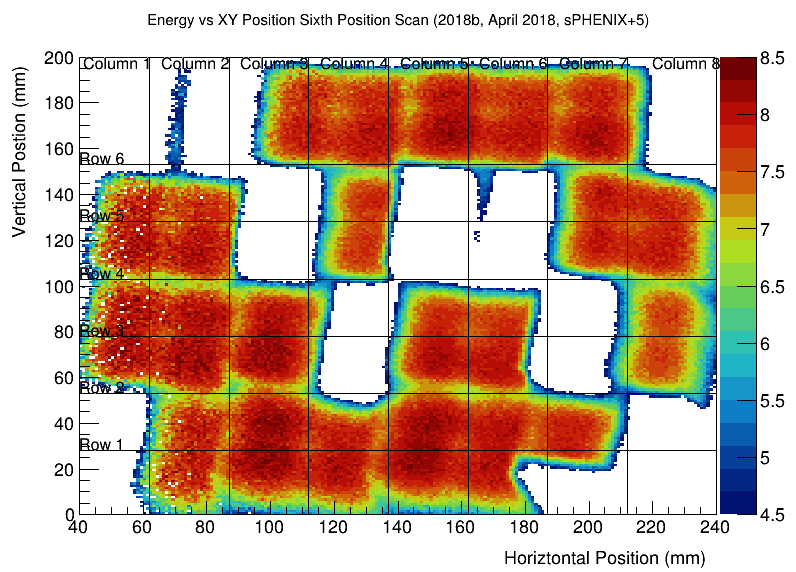 Energy vs XY Position Sixth Position Scan (2018b, April 2018, sPHENIX+5)
Vertical Postion (mm)
200
180
160
140
120
100
80
60
40
20
0
Column 1 Column 2 Column 3 Column 4 Column 5 Column 6 Column 7 Column 8
Row 6
Row 5
Row 4
Row 3
Row 2
Row 1
40 60 80 100 120 140 160 180 200 220 240
Horiztontal Position (mm)
8.5
8
7.5
7
6.5
6
5.5
5
4.5